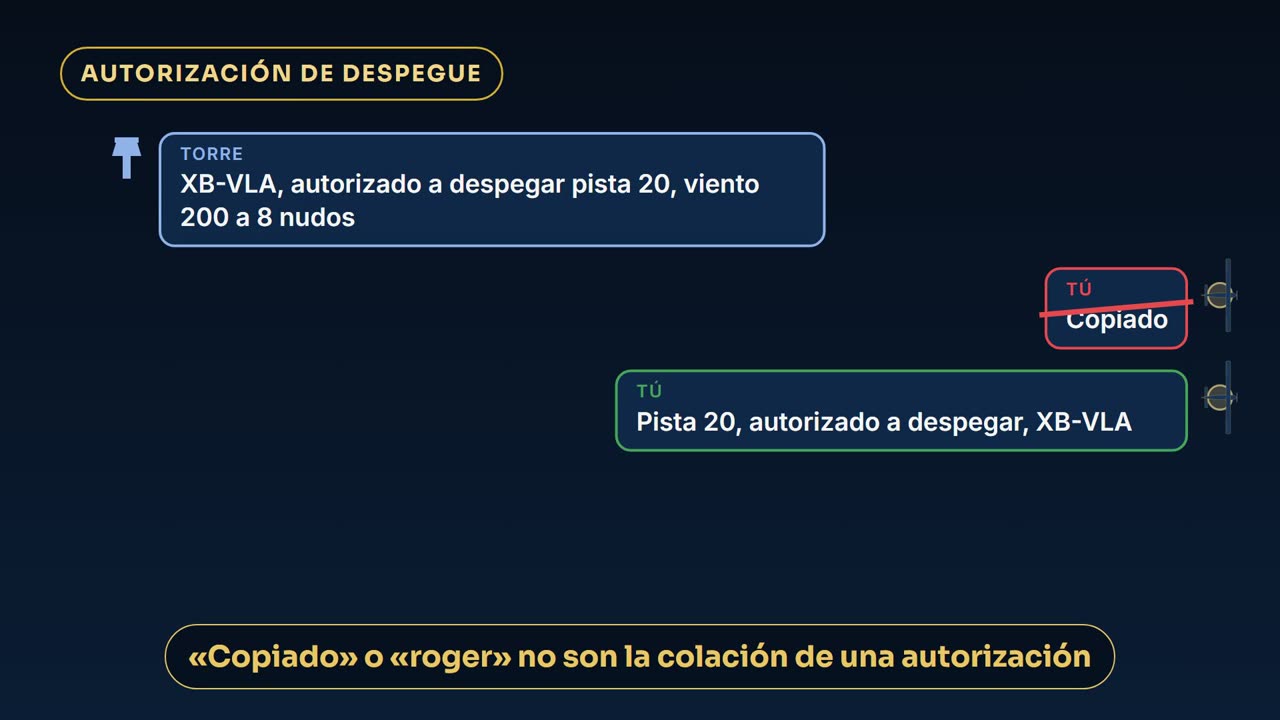 AUTORIZACIÓN DE DESPEGUE
TORRE
XB-VLA, autorizado a despegar pista 20, viento
200 a 8 nudos
TÚ
Copiado
TÚ
Pista 20, autorizado a despegar, XB-VLA
«Copiado» o «roger» no son la colación de una autorización